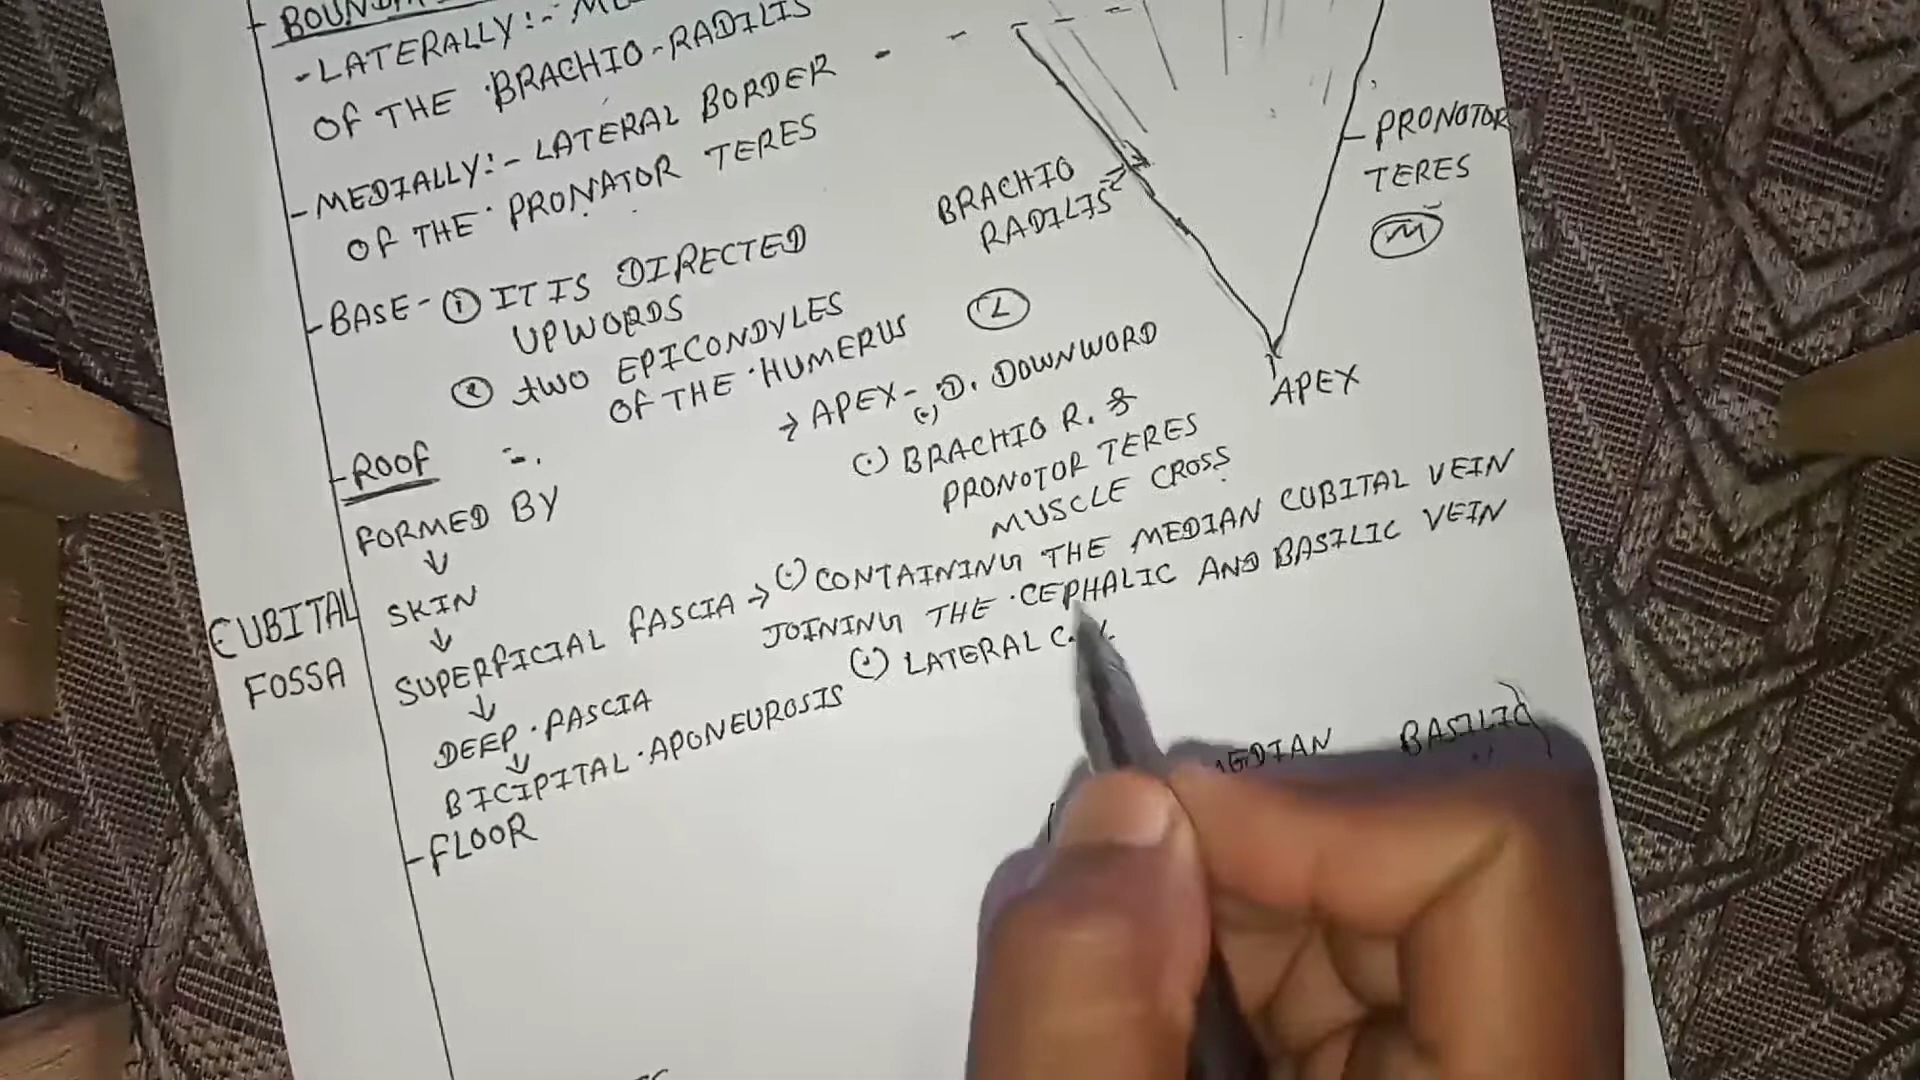 - LATERALLY:-
OF THE BRACHIO-RADILIS
- MEDIALLY:- LATERAL BORDER
OF THE PRONATOR TERES
- BASE- ① IT IS DIRECTED
UPWORDS
② two EPICONDYLES
OF THE HUMERUS
→ APEX- D. DOWNWORD
BRACHIO R. &
PRONOTOR TERES
MUSCLE CROSS
BRACHIO
RADILIS
L
PRONOTOR
TERES
M
APEX
- ROOF :-
FORMED BY
↓
SKIN
↓
SUPERFICIAL FASCIA → (·) CONTAINING THE MEDIAN CUBITAL VEIN
JOINING THE CEPHALIC AND BASILIC VEIN
(·) LATERAL
↓
DEEP FASCIA
↓
BICIPITAL APONEUROSIS
- FLOOR
CUBITAL
FOSSA
BASILIC